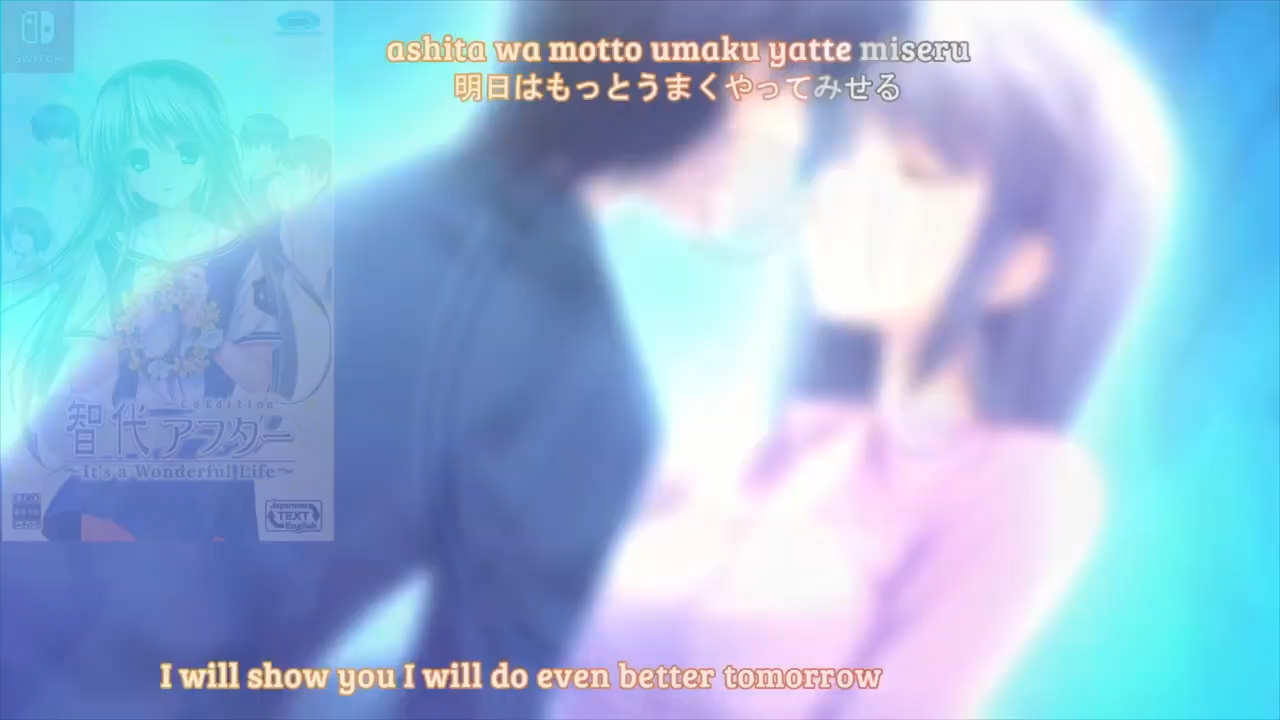 ashita wa motto umaku yatte miseru
明日はもっとうまくやってみせる
SWITCH
CS Edition
智代アフター
~It's a Wonderful Life~
CERO
Japanese
TEXT
English
I will show you I will do even better tomorrow